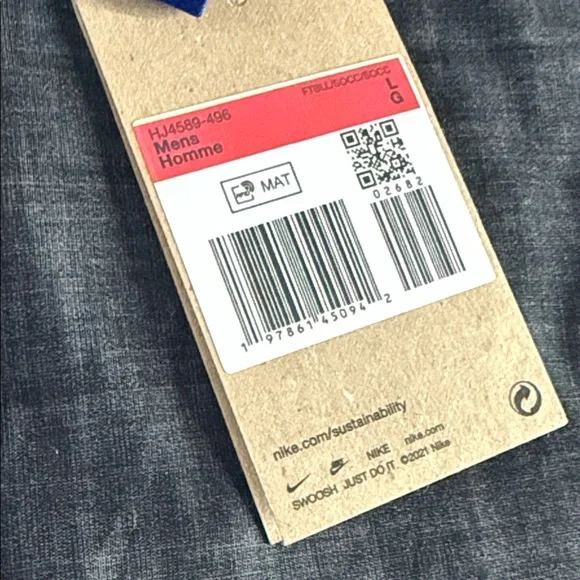 HJ4589-496
FTBLL/SOCC/SOCC
Mens
L
Homme
G
MAT
02682
1 97861 45094 2
nike.com/sustainability
NIKE nike.com
SWOOSH JUST DO IT ©2021 Nike